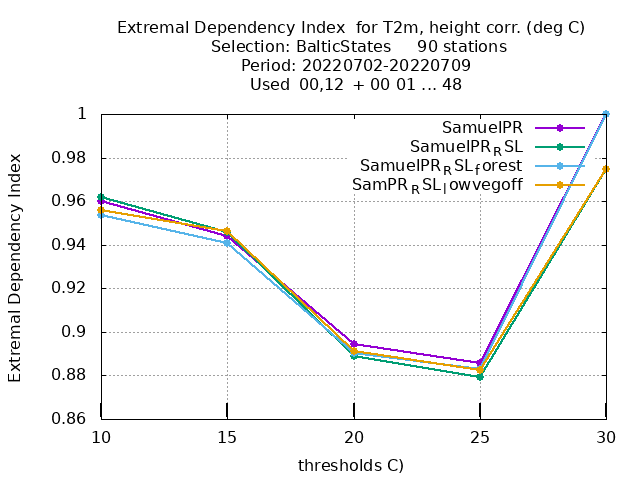 Extremal Dependency Index  for T2m, height corr. (deg C)
Selection: BalticStates     90 stations
Period: 20220702-20220709
Used  00,12  + 00 01 ... 48
SamuelPR
SamuelPR_RSL
SamuelPR_RSL_forest
SamPR_RSL_lowvegoff
1
0.98
0.96
0.94
0.92
0.9
0.88
0.86
Extremal Dependency Index
10 15 20 25 30
thresholds C)